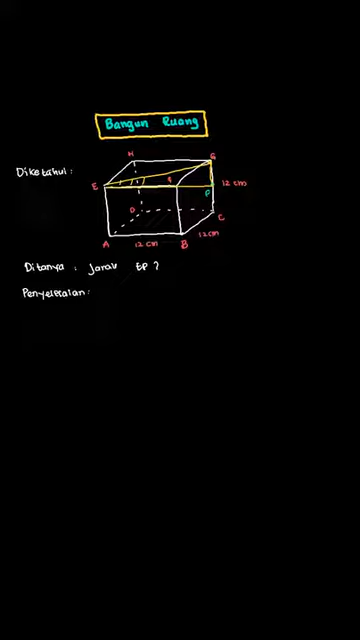 Bangun Ruang
Diketahui:
H
G
E
F
P
12 cm
D
C
A
12 cm
B
12 cm
Ditanya : Jarak EP ?
Penyelesaian: